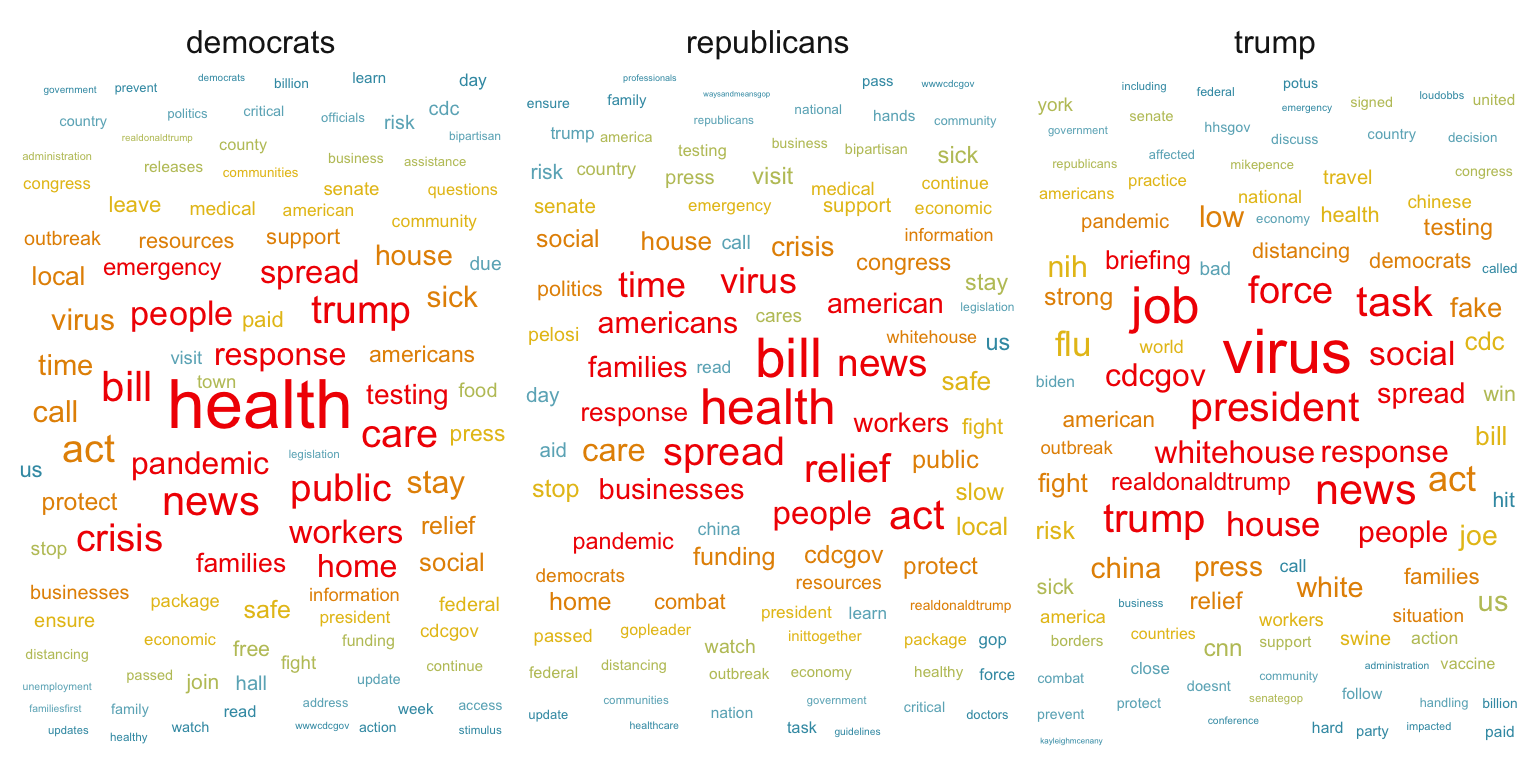 democrats
government prevent democrats billion learn day
country politics critical officials risk cdc
realdonaldtrump county bipartisan
administration releases communities business assistance
congress leave medical american senate questions
community
outbreak resources support house due
local emergency spread sick
virus people paid trump
time visit response americans
bill town health testing food
call care press
act legislation
us pandemic stay
protect news public relief
crisis workers
stop families home social
businesses package safe information federal
ensure president
economic free funding cdcgov
distancing fight continue
passed join hall update
unemployment
familiesfirst family read address week access
updates healthy watch wwwcdcgov action stimulus
republicans
professionals pass wwwcdcgov
ensure family waysandmeansgop
republicans national hands community
trump america testing business bipartisan sick
risk country press visit medical continue
senate emergency support economic
social house call crisis information
congress
politics time virus american stay
legislation
pelosi americans cares whitehouse us
families read bill news safe
day response health workers fight
aid care spread relief public
stop businesses slow
people act local
pandemic china
democrats funding cdcgov protect
resources
home combat president learn realdonaldtrump
passed gopleader watch inittogether package gop
federal distancing outbreak economy healthy force
communities nation government critical
update healthcare task guidelines doctors
trump
including federal potus
york senate emergency signed loudobbs united
government hhsgov discuss country decision
republicans affected mikepence congress
americans practice national travel chinese
pandemic low economy health testing
nih briefing bad distancing democrats called
strong job force task fake
flu world virus social cdc
biden cdcgov president spread win
american bill
outbreak whitehouse response
fight realdonaldtrump news act hit
risk trump house people joe
china press call
sick business relief white families us
america workers situation
borders countries cnn support swine action
combat close community administration vaccine
doesnt senategop follow
prevent protect conference handling billion
kayleighmcenany hard party impacted paid